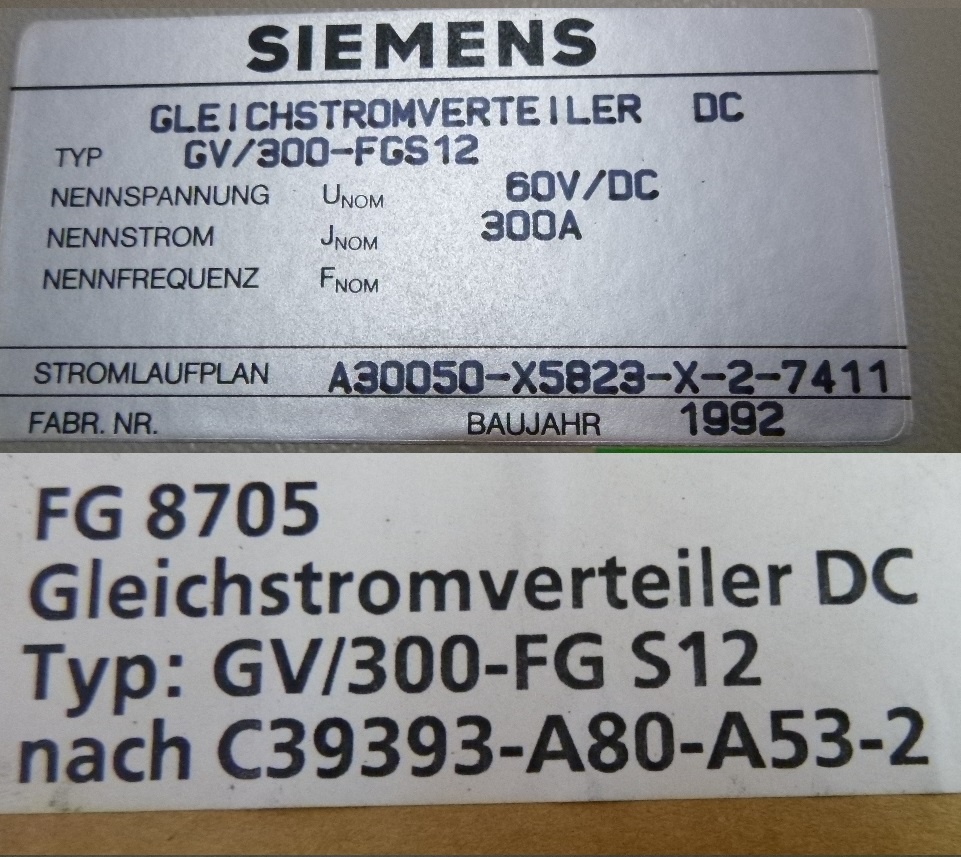 SIEMENS
GLEICHSTROMVERTEILER DC
TYP GV/300-FGS12
NENNSPANNUNG UNOM 60V/DC
NENNSTROM JNOM 300A
NENNFREQUENZ FNOM
STROMLAUFPLAN A30050-X5823-X-2-7411
FABR. NR. BAUJAHR 1992
FG 8705
Gleichstromverteiler DC
Typ: GV/300-FG S12
nach C39393-A80-A53-2